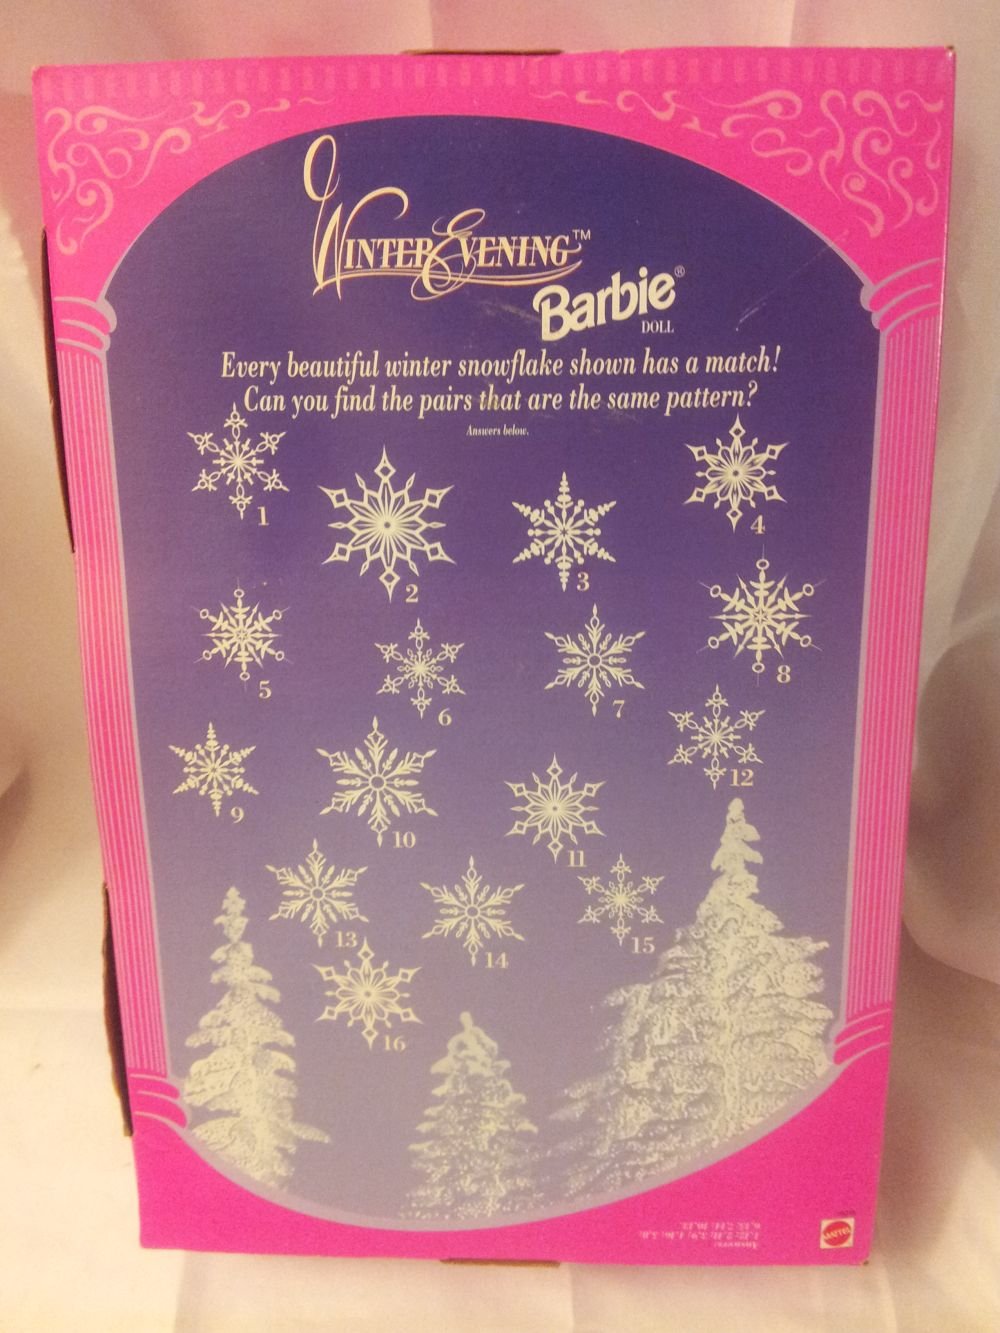 WINTER EVENING™
Barbie®
DOLL
Every beautiful winter snowflake shown has a match!
Can you find the pairs that are the same pattern?
Answers below.
1
2
3
4
5
6
7
8
9
10
11
12
13
14
15
16
Answers:
MATTEL